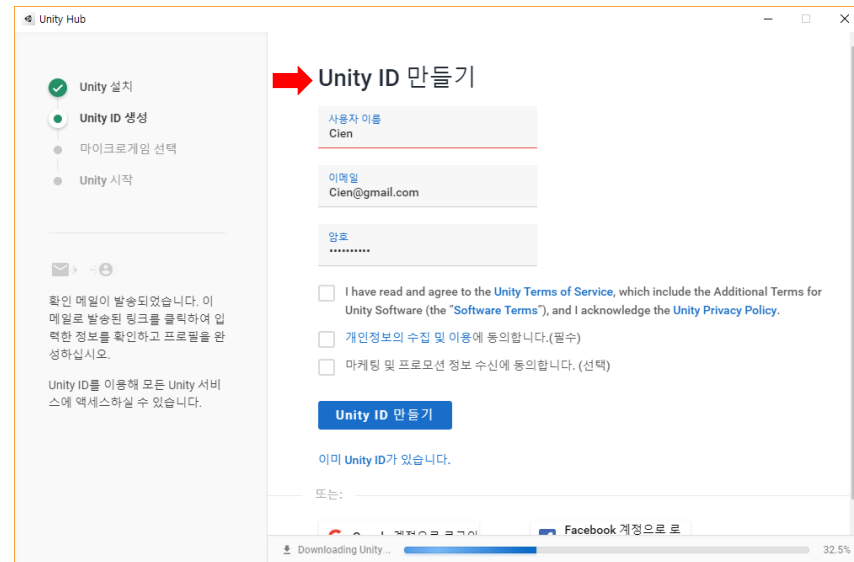 Unity Hub
Unity 설치
Unity ID 생성
마이크로게임 선택
Unity 시작
확인 메일이 발송되었습니다. 이
메일로 발송된 링크를 클릭하여 입
력한 정보를 확인하고 프로필을 완
성하십시오.
Unity ID를 이용해 모든 Unity 서비
스에 액세스하실 수 있습니다.
Unity ID 만들기
사용자 이름
Cien
이메일
Cien@gmail.com
암호
••••••••••
I have read and agree to the Unity Terms of Service, which include the Additional Terms for
Unity Software (the "Software Terms"), and I acknowledge the Unity Privacy Policy.
개인정보의 수집 및 이용에 동의합니다.(필수)
마케팅 및 프로모션 정보 수신에 동의합니다. (선택)
Unity ID 만들기
이미 Unity ID가 있습니다.
또는:
Google 계정으로 로그인
Facebook 계정으로 로
Downloading Unity...
32.5%